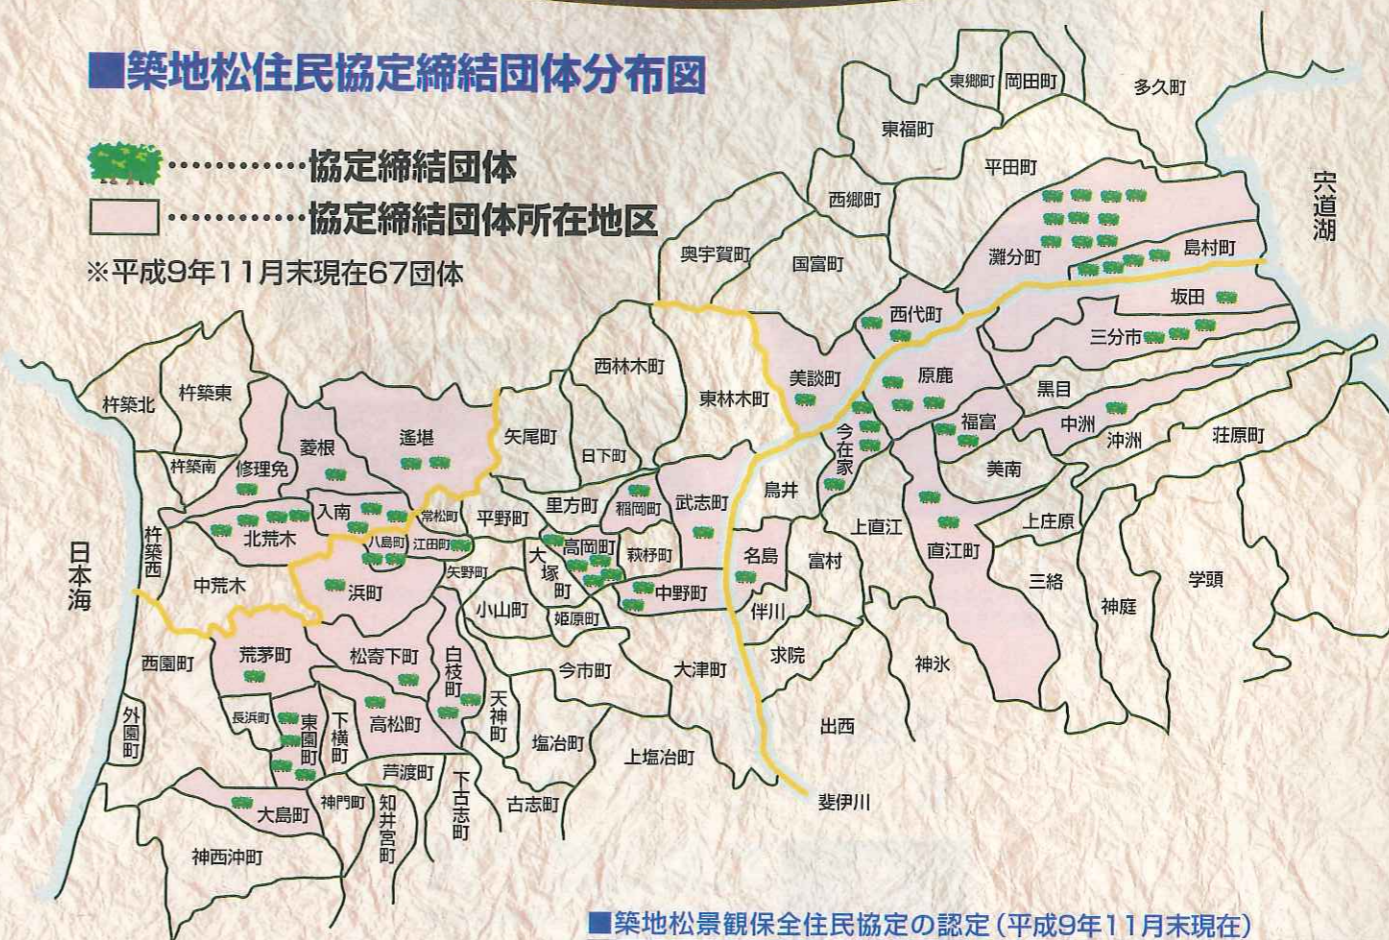 ■築地松住民協定締結団体分布図
…………協定締結団体
…………協定締結団体所在地区
※平成9年11月末現在67団体
東郷町
岡田町
多久町
東福町
平田町
西郷町
宍道湖
奥宇賀町
国富町
灘分町
島村町
坂田
西代町
三分市
西林木町
東林木町
美談町
原鹿
黒目
杵築北
杵築東
菱根
遙堪
矢尾町
日下町
今在家
福富
中洲
沖洲
荘原町
杵築南
修理免
美南
鳥井
入南
常松町
平野町
里方町
稲岡町
武志町
上直江
上庄原
杵築西
北荒木
八島町
江田町
大塚町
高岡町
萩杼町
名島
富村
直江町
日本海
中荒木
浜町
矢野町
小山町
姫原町
中野町
伴川
三絡
神庭
学頭
西園町
荒茅町
松寄下町
白枝町
今市町
大津町
求院
神氷
外園町
長浜町
東園町
下横町
高松町
天神町
塩冶町
上塩冶町
出西
芦渡町
下古志町
古志町
斐伊川
大島町
神門町
知井宮町
神西沖町
■築地松景観保全住民協定の認定（平成9年11月末現在）